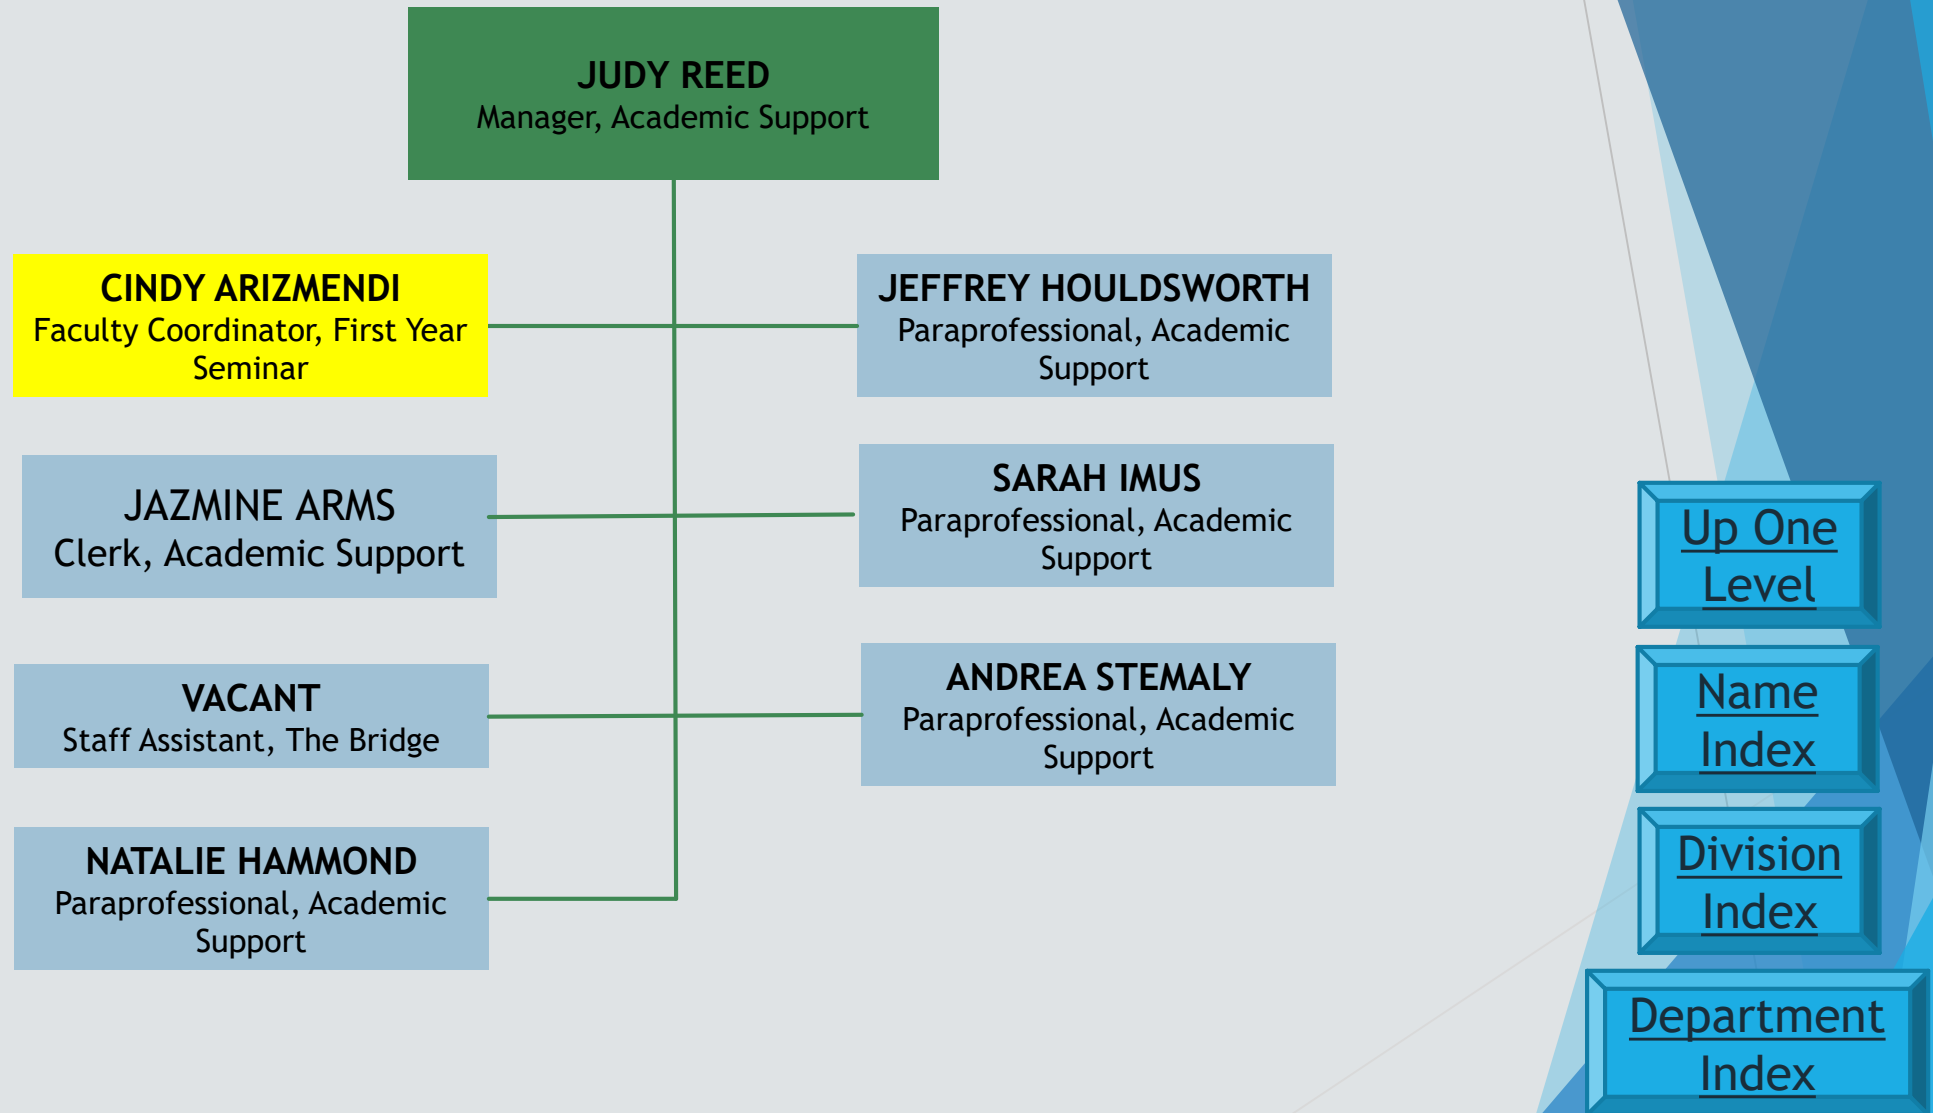 JUDY REED
Manager, Academic Support
CINDY ARIZMENDI
Faculty Coordinator, First Year
Seminar
JEFFREY HOULDSWORTH
Paraprofessional, Academic
Support
JAZMINE ARMS
Clerk, Academic Support
SARAH IMUS
Paraprofessional, Academic
Support
VACANT
Staff Assistant, The Bridge
ANDREA STEMALY
Paraprofessional, Academic
Support
NATALIE HAMMOND
Paraprofessional, Academic
Support
Up One
Level
Name
Index
Division
Index
Department
Index